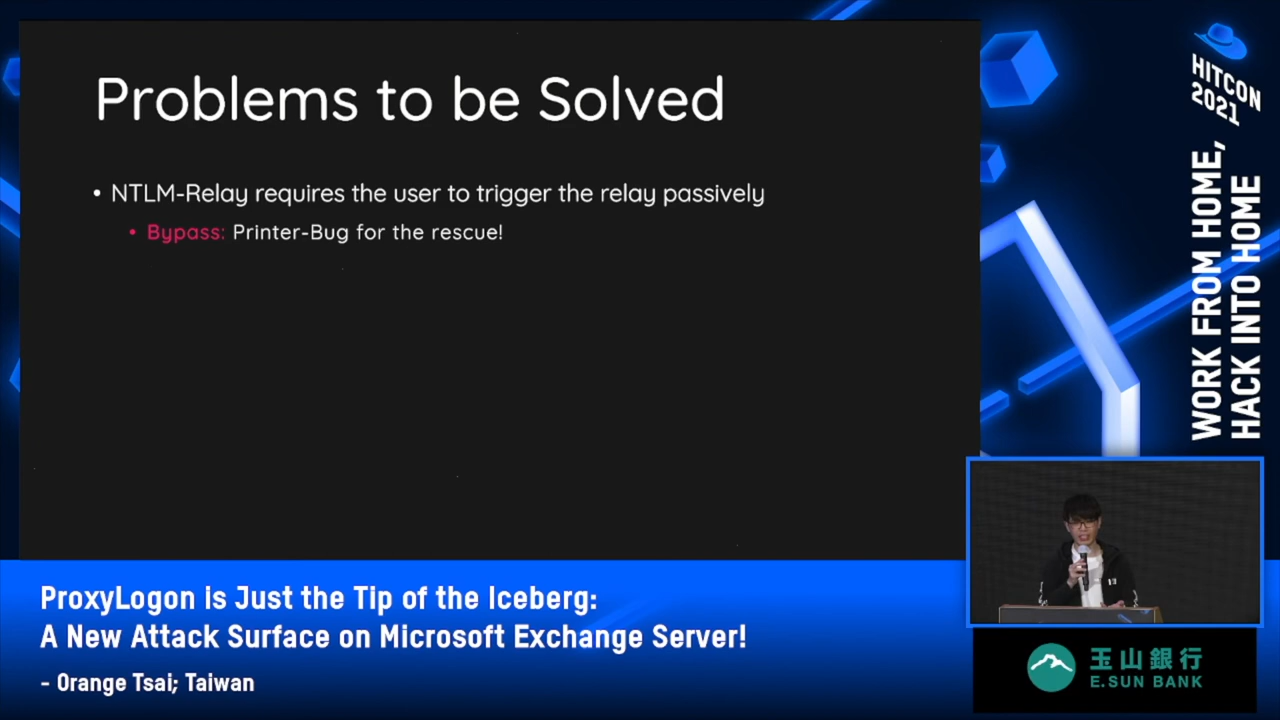 Problems to be Solved
• NTLM-Relay requires the user to trigger the relay passively
• Bypass: Printer-Bug for the rescue!
HITCON
2021
WORK FROM HOME,
HACK INTO HOME
ProxyLogon is Just the Tip of the Iceberg:
A New Attack Surface on Microsoft Exchange Server!
- Orange Tsai; Taiwan
玉山銀行
E.SUN BANK